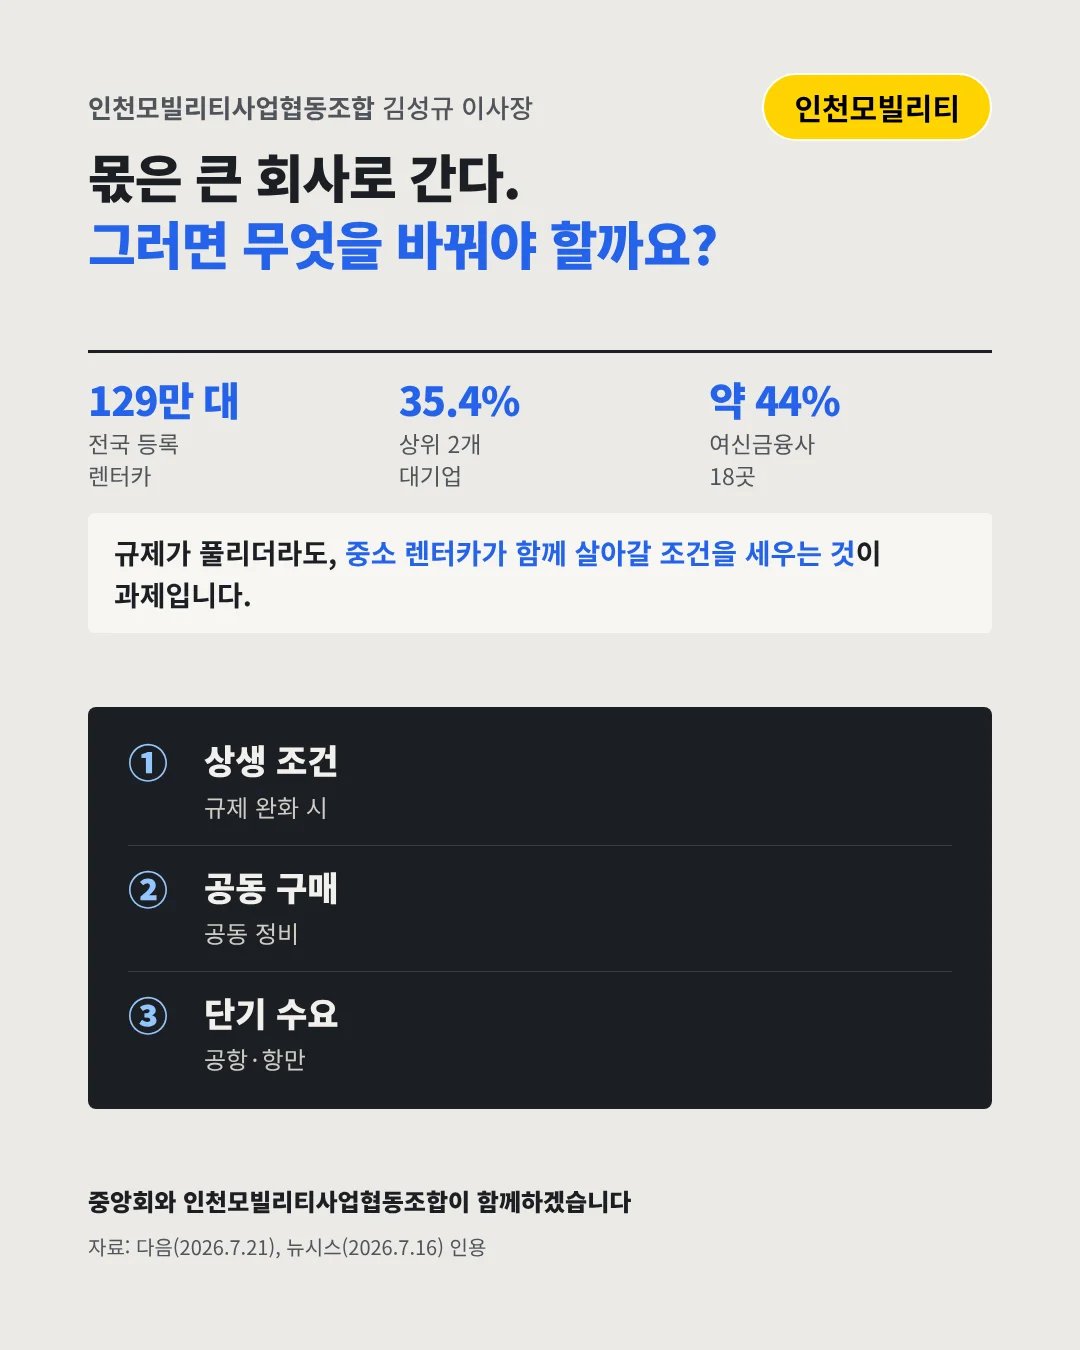 인천모빌리티사업협동조합 김성규 이사장
인천모빌리티
몫은 큰 회사로 간다.
그러면 무엇을 바꿔야 할까요?
129만 대
전국 등록
렌터카
35.4%
상위 2개
대기업
약 44%
여신금융사
18곳
규제가 풀리더라도, 중소 렌터카가 함께 살아갈 조건을 세우는 것이
과제입니다.
① 상생 조건
규제 완화 시
② 공동 구매
공동 정비
③ 단기 수요
공항·항만
중앙회와 인천모빌리티사업협동조합이 함께하겠습니다
자료: 다음(2026.7.21), 뉴시스(2026.7.16) 인용